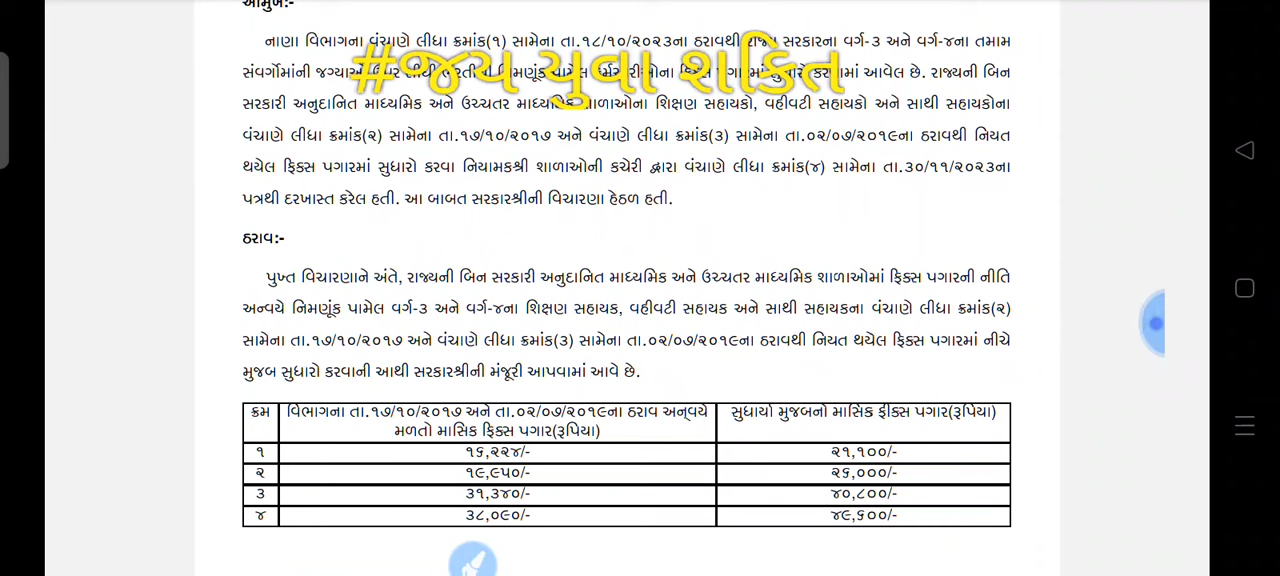 આમુખ:-
નાણા વિભાગના વંચાણે લીધા ક્રમાંક(૧) સામેના તા.૧૮/૧૦/૨૦૨૩ના ઠરાવથી રાજ્ય સરકારના વર્ગ-૩ અને વર્ગ-૪ના તમામ
#જય યુવા શક્તિ
સંવર્ગોમાંની જગ્યાઓ ફિક્સ પગારમાં સુધારો કરવામાં આવેલ છે. રાજ્યની બિન
સરકારી અનુદાનિત માધ્યમિક અને ઉચ્ચતર માધ્યમિક શાળાઓના શિક્ષણ સહાયકો, વહીવટી સહાયકો અને સાથી સહાયકોના
વંચાણે લીધા ક્રમાંક(૨) સામેના તા.૧૭/૧૦/૨૦૧૭ અને વંચાણે લીધા ક્રમાંક(૩) સામેના તા.૦૨/૦૭/૨૦૧૯ના ઠરાવથી નિયત
થયેલ ફિક્સ પગારમાં સુધારો કરવા નિયામકશ્રી શાળાઓની કચેરી દ્વારા વંચાણે લીધા ક્રમાંક(૪) સામેના તા.૩૦/૧૧/૨૦૨૩ના
પત્રથી દરખાસ્ત કરેલ હતી. આ બાબત સરકારશ્રીની વિચારણા હેઠળ હતી.
ઠરાવ:-
પુખ્ત વિચારણાને અંતે, રાજ્યની બિન સરકારી અનુદાનિત માધ્યમિક અને ઉચ્ચતર માધ્યમિક શાળાઓમાં ફિક્સ પગારની નીતિ
અન્વયે નિમણૂંક પામેલ વર્ગ-૩ અને વર્ગ-૪ના શિક્ષણ સહાયક, વહીવટી સહાયક અને સાથી સહાયકના વંચાણે લીધા ક્રમાંક(૨)
સામેના તા.૧૭/૧૦/૨૦૧૭ અને વંચાણે લીધા ક્રમાંક(૩) સામેના તા.૦૨/૦૭/૨૦૧૯ના ઠરાવથી નિયત થયેલ ફિક્સ પગારમાં નીચે
મુજબ સુધારો કરવાની આથી સરકારશ્રીની મંજૂરી આપવામાં આવે છે.
ક્રમ વિભાગના તા.૧૭/૧૦/૨૦૧૭ અને તા.૦૨/૦૭/૨૦૧૯ના ઠરાવ અન્વયે સુધાર્યા મુજબનો માસિક ફીક્સ પગાર(રૂપિયા)
મળતો માસિક ફિક્સ પગાર(રૂપિયા)
૧ ૧૬,૨૨૪/- ૨૧,૧૦૦/-
૨ ૧૯,૯૫૦/- ૨૬,૦૦૦/-
૩ ૩૧,૩૪૦/- ૪૦,૮૦૦/-
૪ ૩૮,૦૯૦/- ૪૯,૬૦૦/-